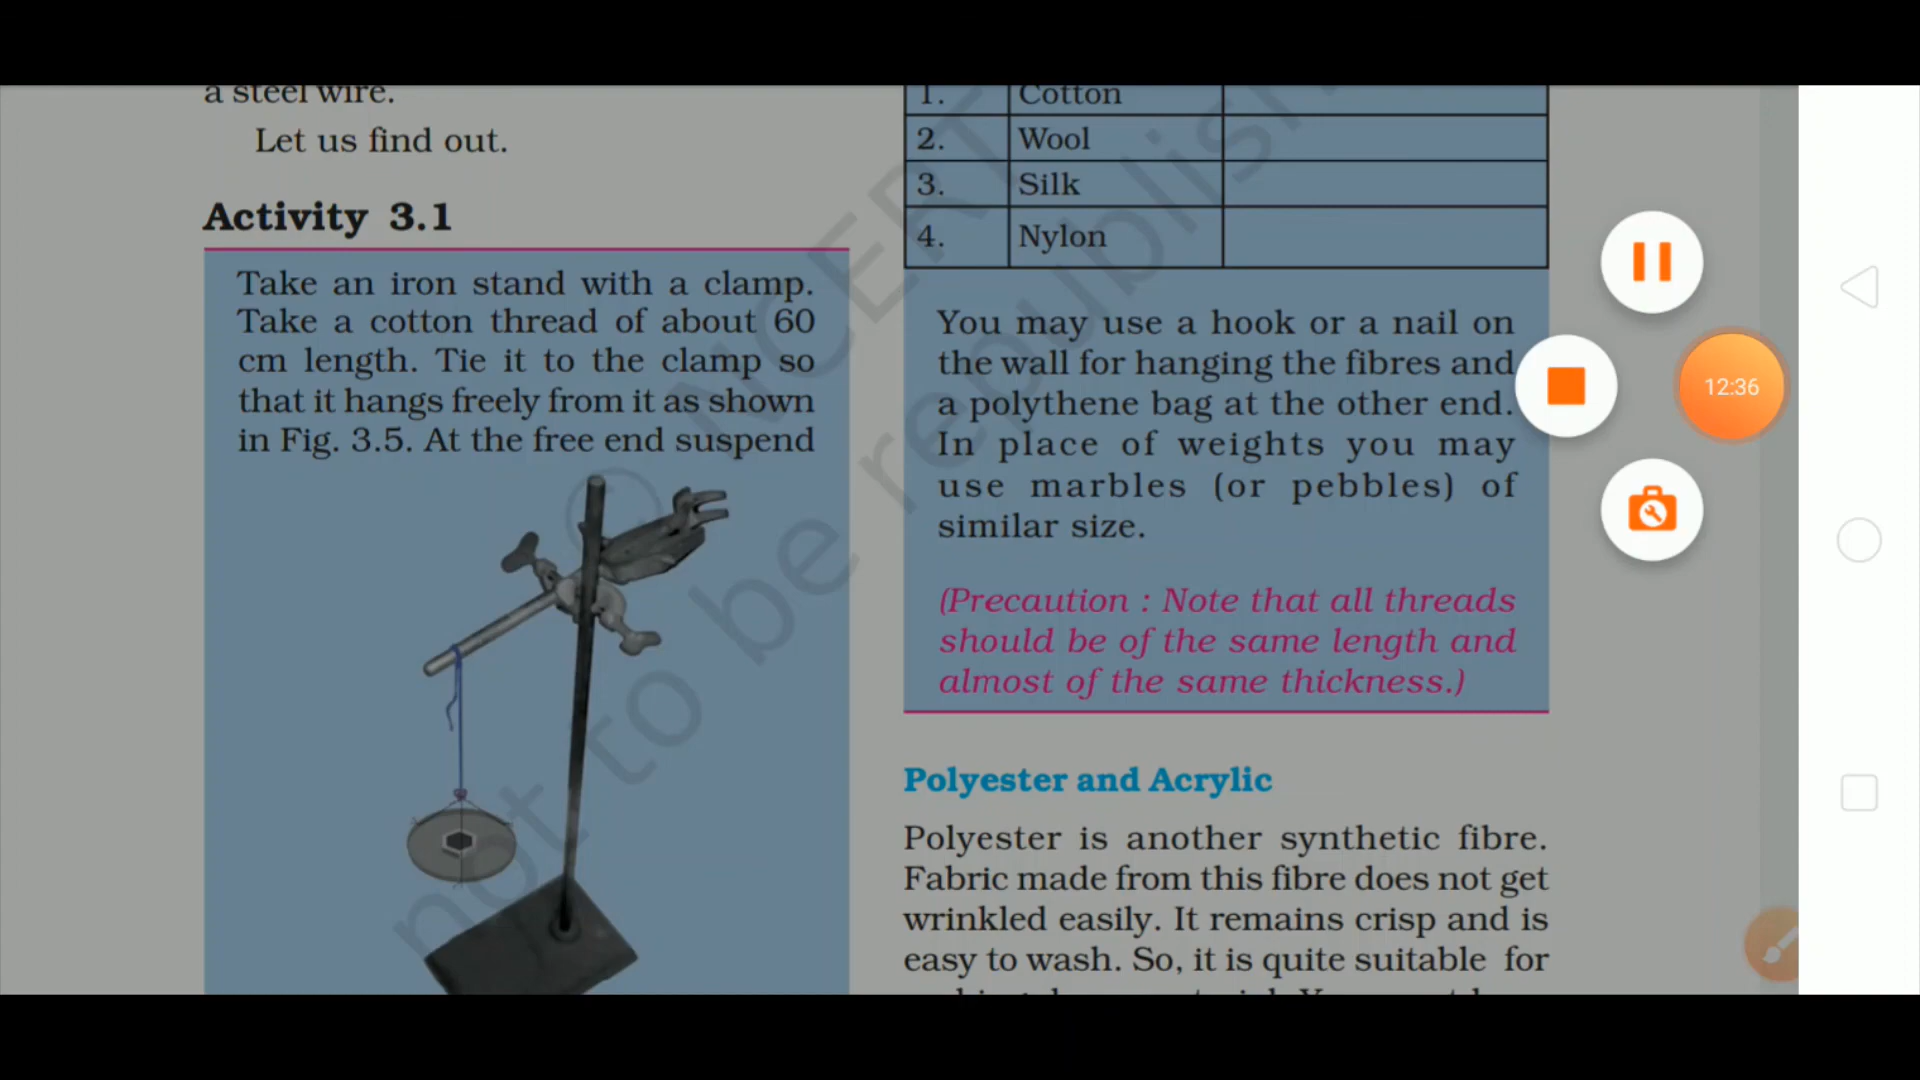 a steel wire.
Let us find out.
Activity 3.1
Take an iron stand with a clamp.
Take a cotton thread of about 60
cm length. Tie it to the clamp so
that it hangs freely from it as shown
in Fig. 3.5. At the free end suspend
1. Cotton
2. Wool
3. Silk
4. Nylon
You may use a hook or a nail on
the wall for hanging the fibres and
a polythene bag at the other end.
In place of weights you may
use marbles (or pebbles) of
similar size.
(Precaution : Note that all threads
should be of the same length and
almost of the same thickness.)
Polyester and Acrylic
Polyester is another synthetic fibre.
Fabric made from this fibre does not get
wrinkled easily. It remains crisp and is
easy to wash. So, it is quite suitable for
© NCERT
not to be republish
12:36